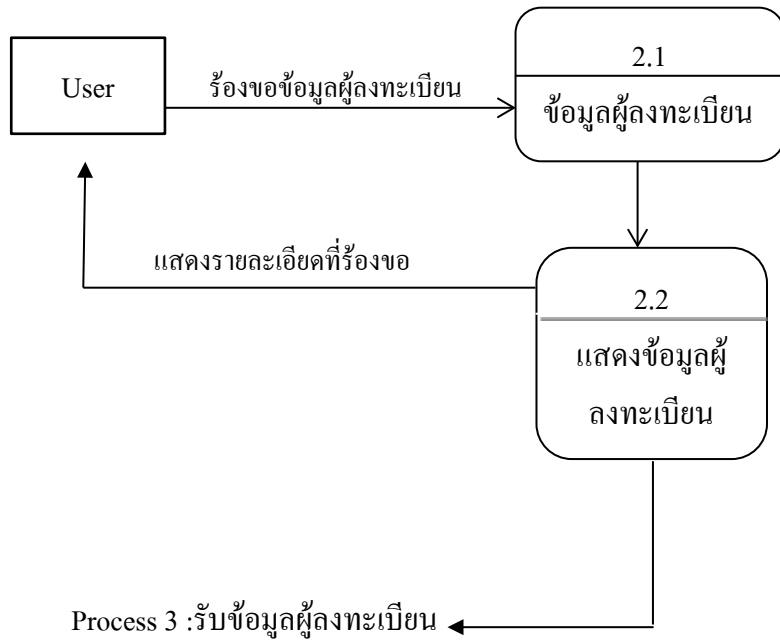 User
ร้องขอข้อมูลผู้ลงทะเบียน
2.1
ข้อมูลผู้ลงทะเบียน
แสดงรายละเอียดที่ร้องขอ
2.2
แสดงข้อมูลผู้
ลงทะเบียน
Process 3 :รับข้อมูลผู้ลงทะเบียน